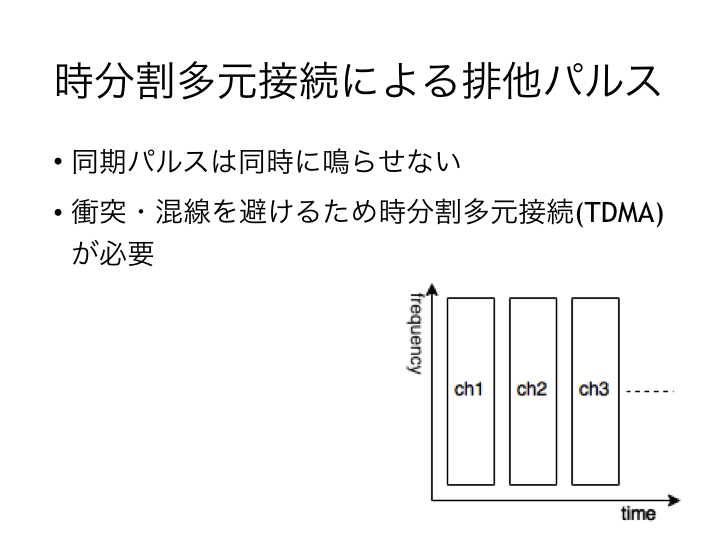 時分割多元接続による排他パルス
• 同期パルスは同時に鳴らせない
• 衝突・混線を避けるため時分割多元接続(TDMA)
が必要
frequency
ch1 ch2 ch3
time